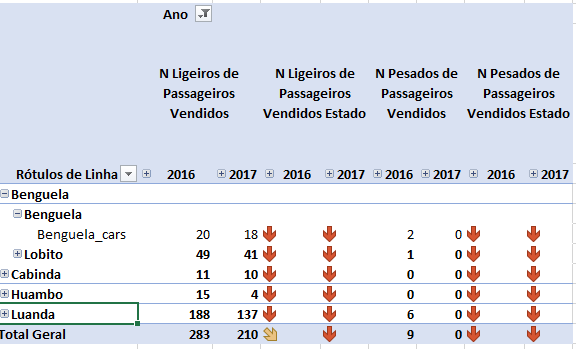 Ano
N Ligeiros de N Ligeiros de N Pesados de N Pesados de
Passageiros Passageiros Passageiros Passageiros
Vendidos Vendidos Estado Vendidos Vendidos Estado
Rótulos de Linha 2016 2017 2016 2017 2016 2017 2016 2017
Benguela
Benguela
Benguela_cars 20 18 2 0
Lobito 49 41 1 0
Cabinda 11 10 0 0
Huambo 15 4 0 0
Luanda 188 137 6 0
Total Geral 283 210 9 0